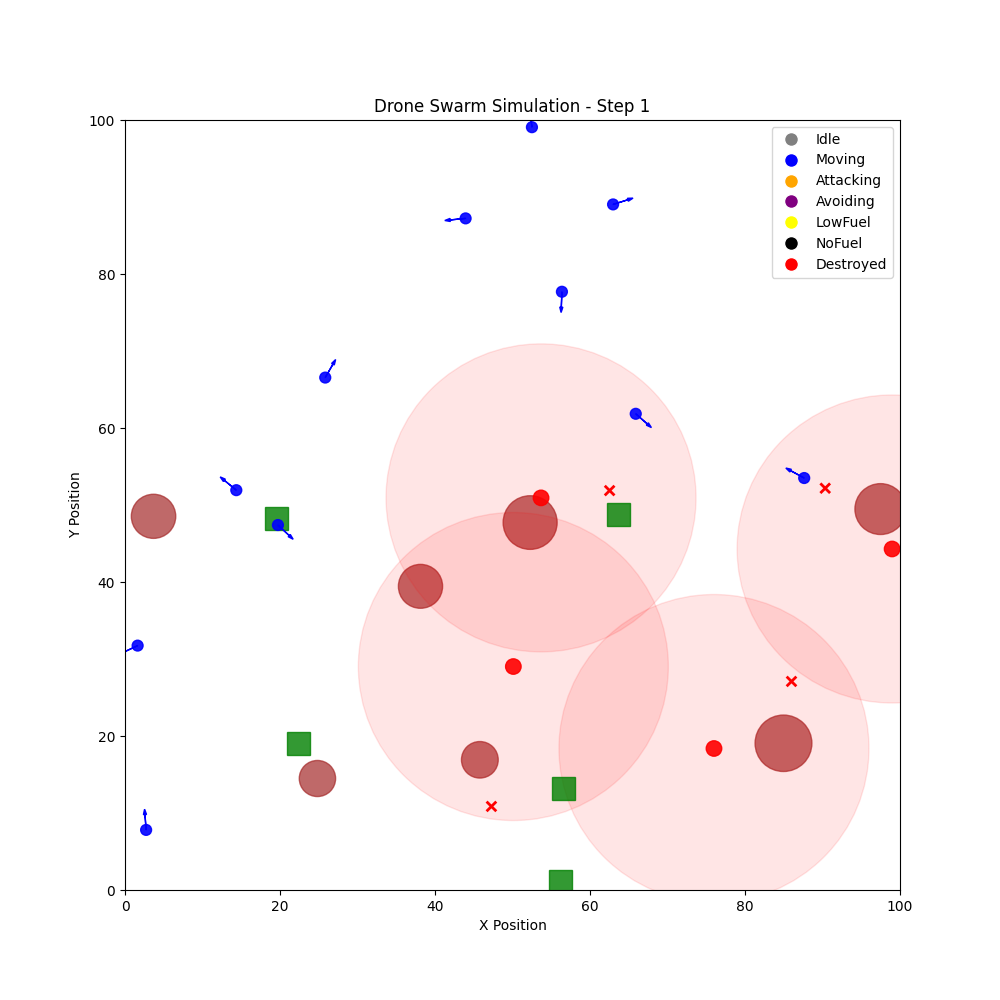 Drone Swarm Simulation - Step 1
Idle
Moving
Attacking
Avoiding
LowFuel
NoFuel
Destroyed
100
80
60
40
20
0
Y Position
0 20 40 60 80 100
X Position